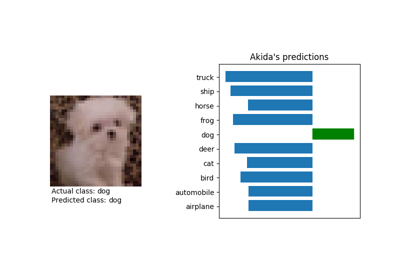 Actual class: dog
Predicted class: dog
Akida's predictions
truck
ship
horse
frog
dog
deer
cat
bird
automobile
airplane